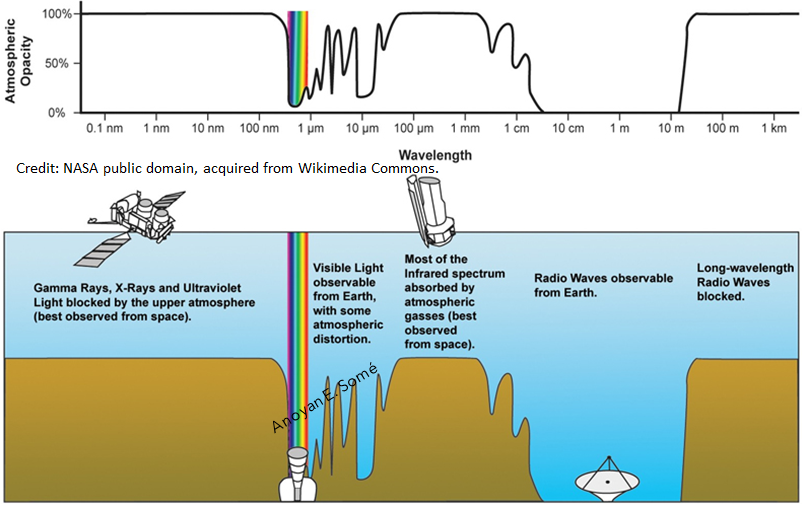 Atmospheric
Opacity
100%
50%
0%
0.1 nm 1 nm 10 nm 100 nm 1 µm 10 µm 100 µm 1 mm 1 cm 10 cm 1 m 10 m 100 m 1 km
Wavelength
Credit: NASA public domain, acquired from Wikimedia Commons.
Gamma Rays, X-Rays and Ultraviolet
Light blocked by the upper atmosphere
(best observed from space).
Visible Light
observable
from Earth,
with some
atmospheric
distortion.
Most of the
Infrared spectrum
absorbed by
atmospheric
gasses (best
observed
from space).
Radio Waves observable
from Earth.
Long-wavelength
Radio Waves
blocked.
Anoyan E. Somé